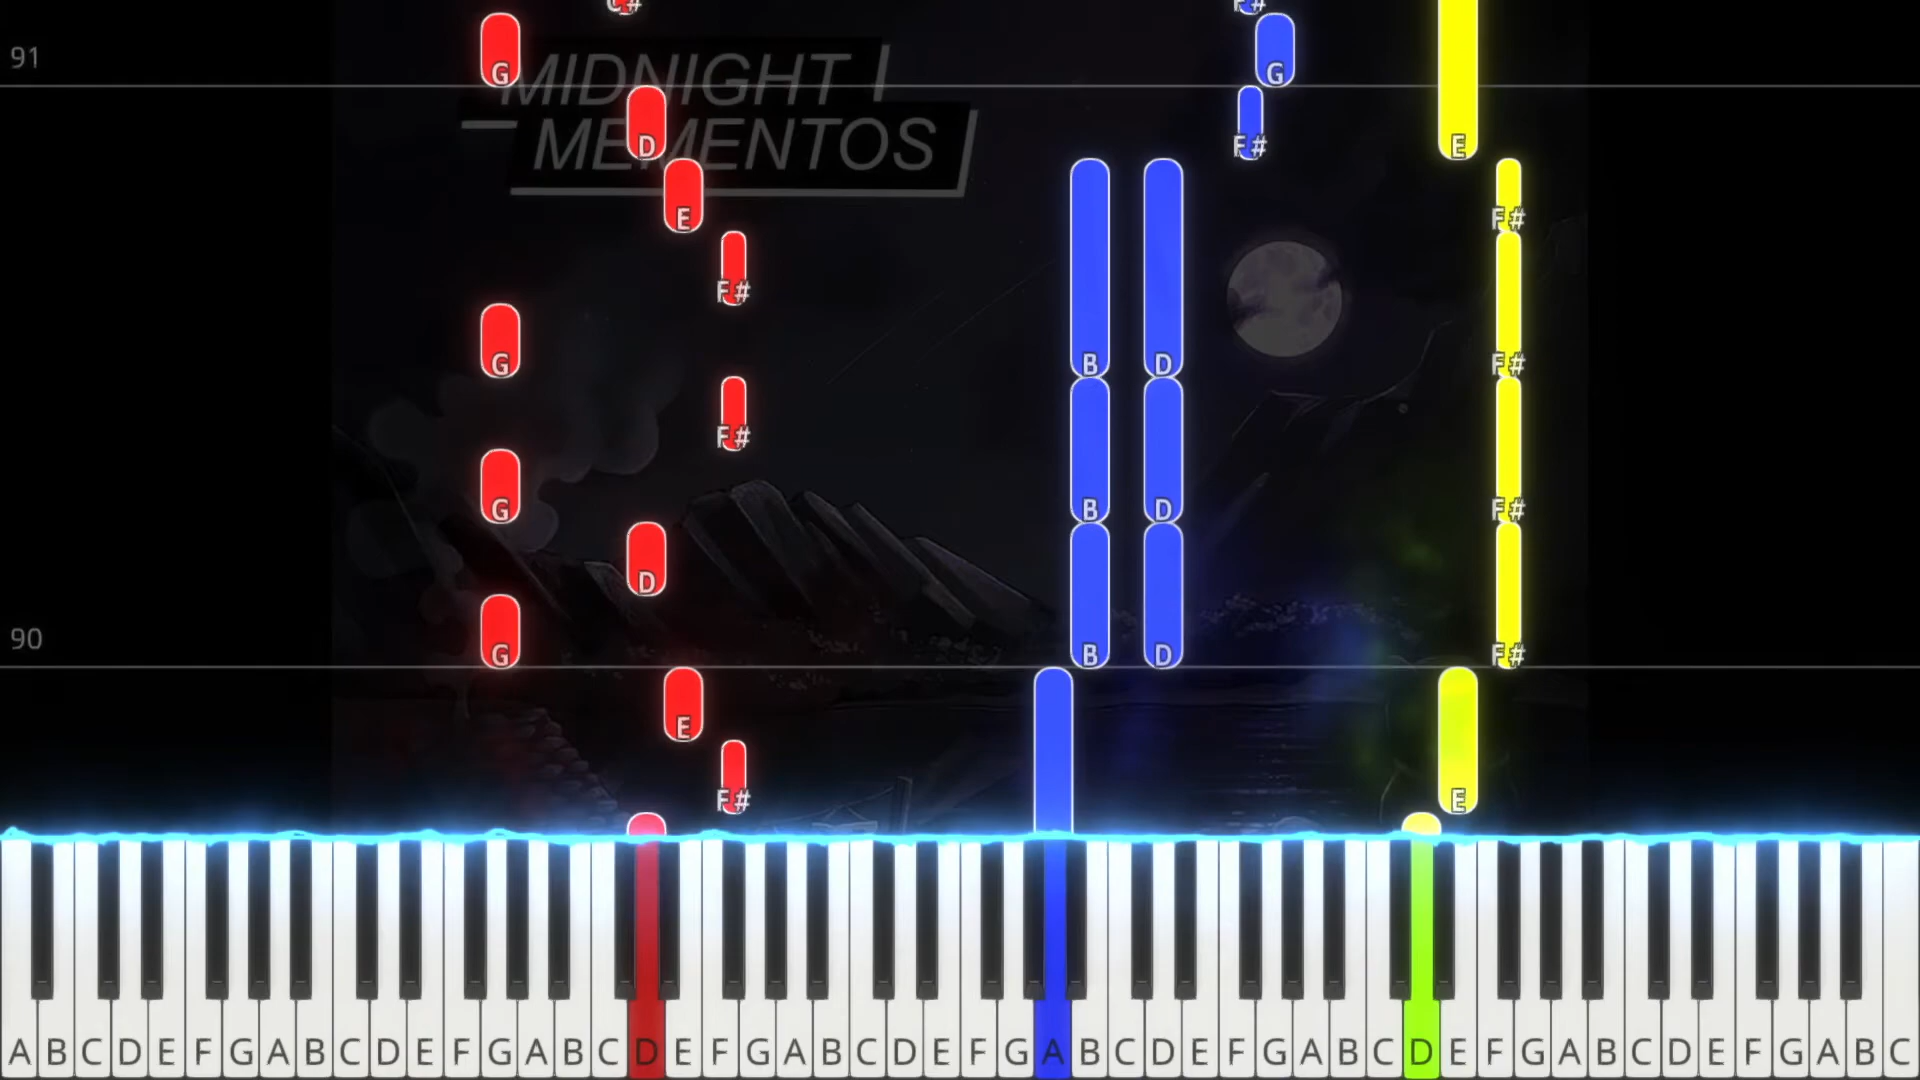 C# F#
91 G G
MIDNIGHT
MEMENTOS
D F# E
E F#
F#
G B D F#
F#
G B D F#
D
90 G B D F#
E
F# E
A B C D E F G A B C D E F G A B C D E F G A B C D E F G A B C D E F G A B C D E F G A B C D E F G A B C